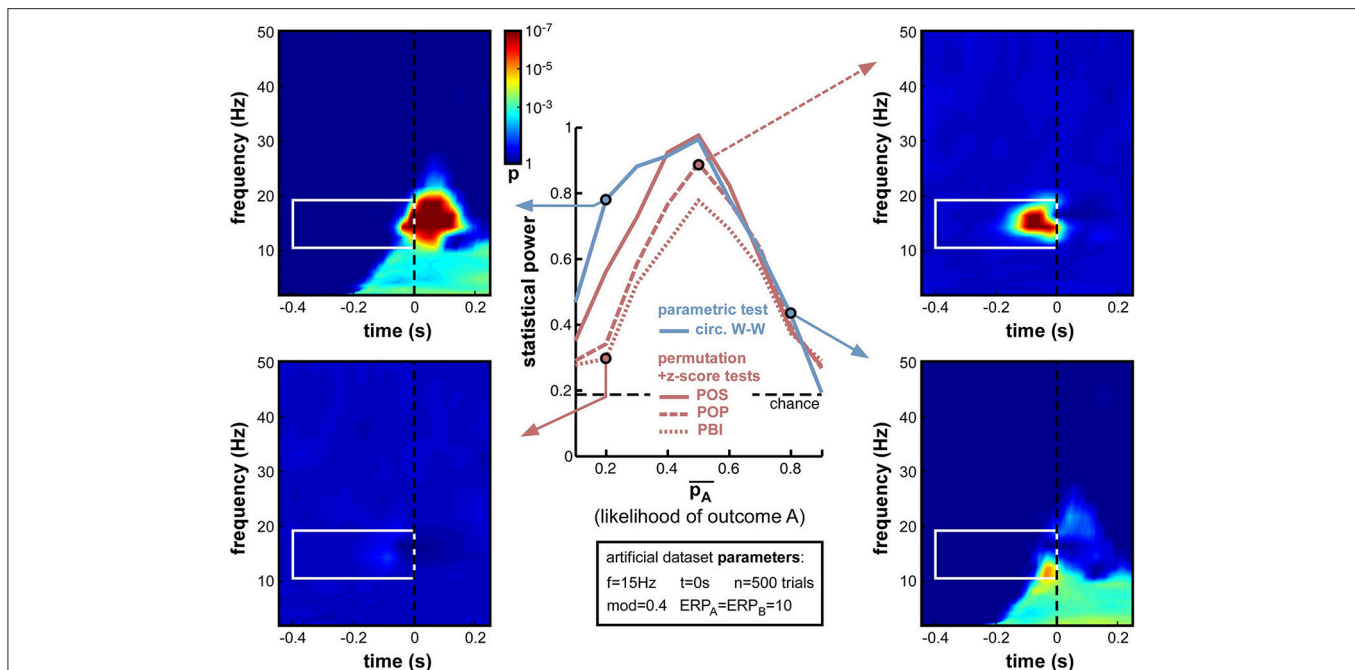 50
40
30
20
10
frequency (Hz)
-0.4
-0.2
0
0.2
time (s)
10-7
10-5
10-3
1
p
50
40
30
20
10
frequency (Hz)
-0.4
-0.2
0
0.2
time (s)
1
0.8
0.6
0.4
0.2
0
statistical power
parametric test
circ. W-W
permutation
+z-score tests
POS
POP
PBI
chance
0.2
0.4
0.6
0.8
pA
(likelihood of outcome A)
artificial dataset parameters:
f=15Hz t=0s n=500 trials
mod=0.4 ERPA=ERPB=10
50
40
30
20
10
frequency (Hz)
-0.4
-0.2
0
0.2
time (s)
50
40
30
20
10
frequency (Hz)
-0.4
-0.2
0
0.2
time (s)